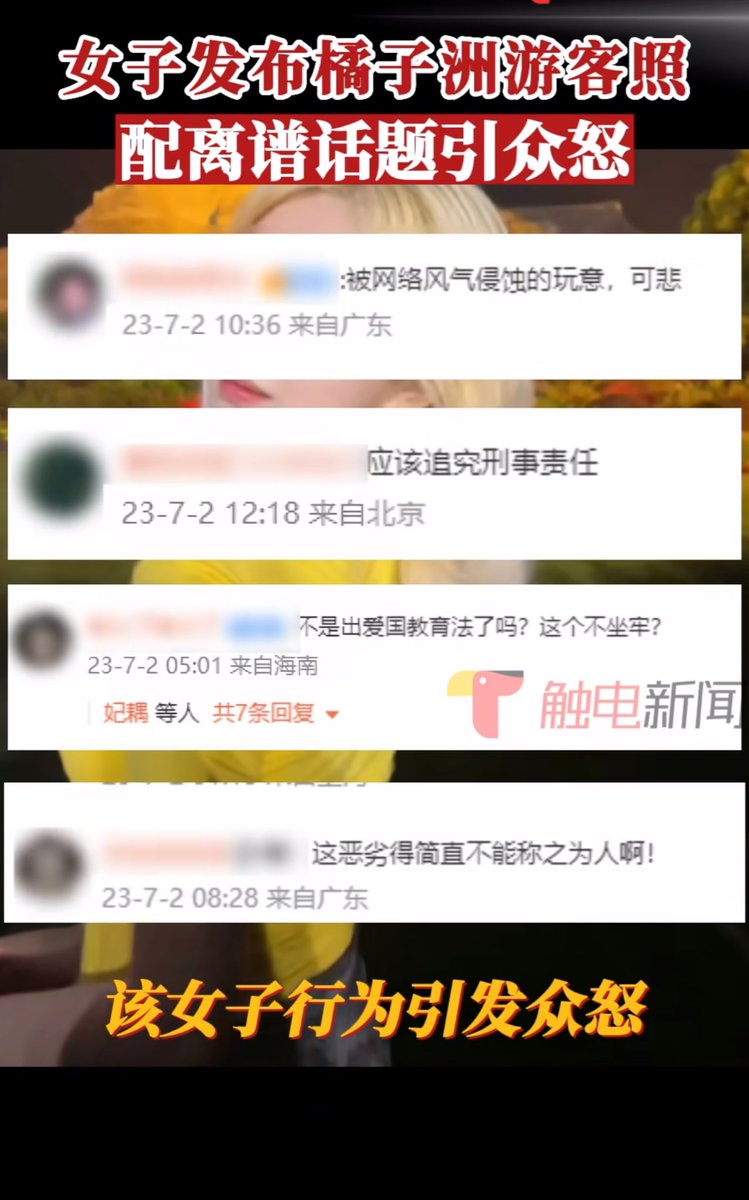 女子发布橘子洲游客照
配离谱话题引众怒
:被网络风气侵蚀的玩意，可悲
23-7-2 10:36 来自广东
应该追究刑事责任
23-7-2 12:18 来自北京
不是出爱国教育法了吗？这个不坐牢？
23-7-2 05:01 来自海南
妃耦 等人 共7条回复
触电新闻
这恶劣得简直不能称之为人啊！
23-7-2 08:28 来自广东
该女子行为引发众怒